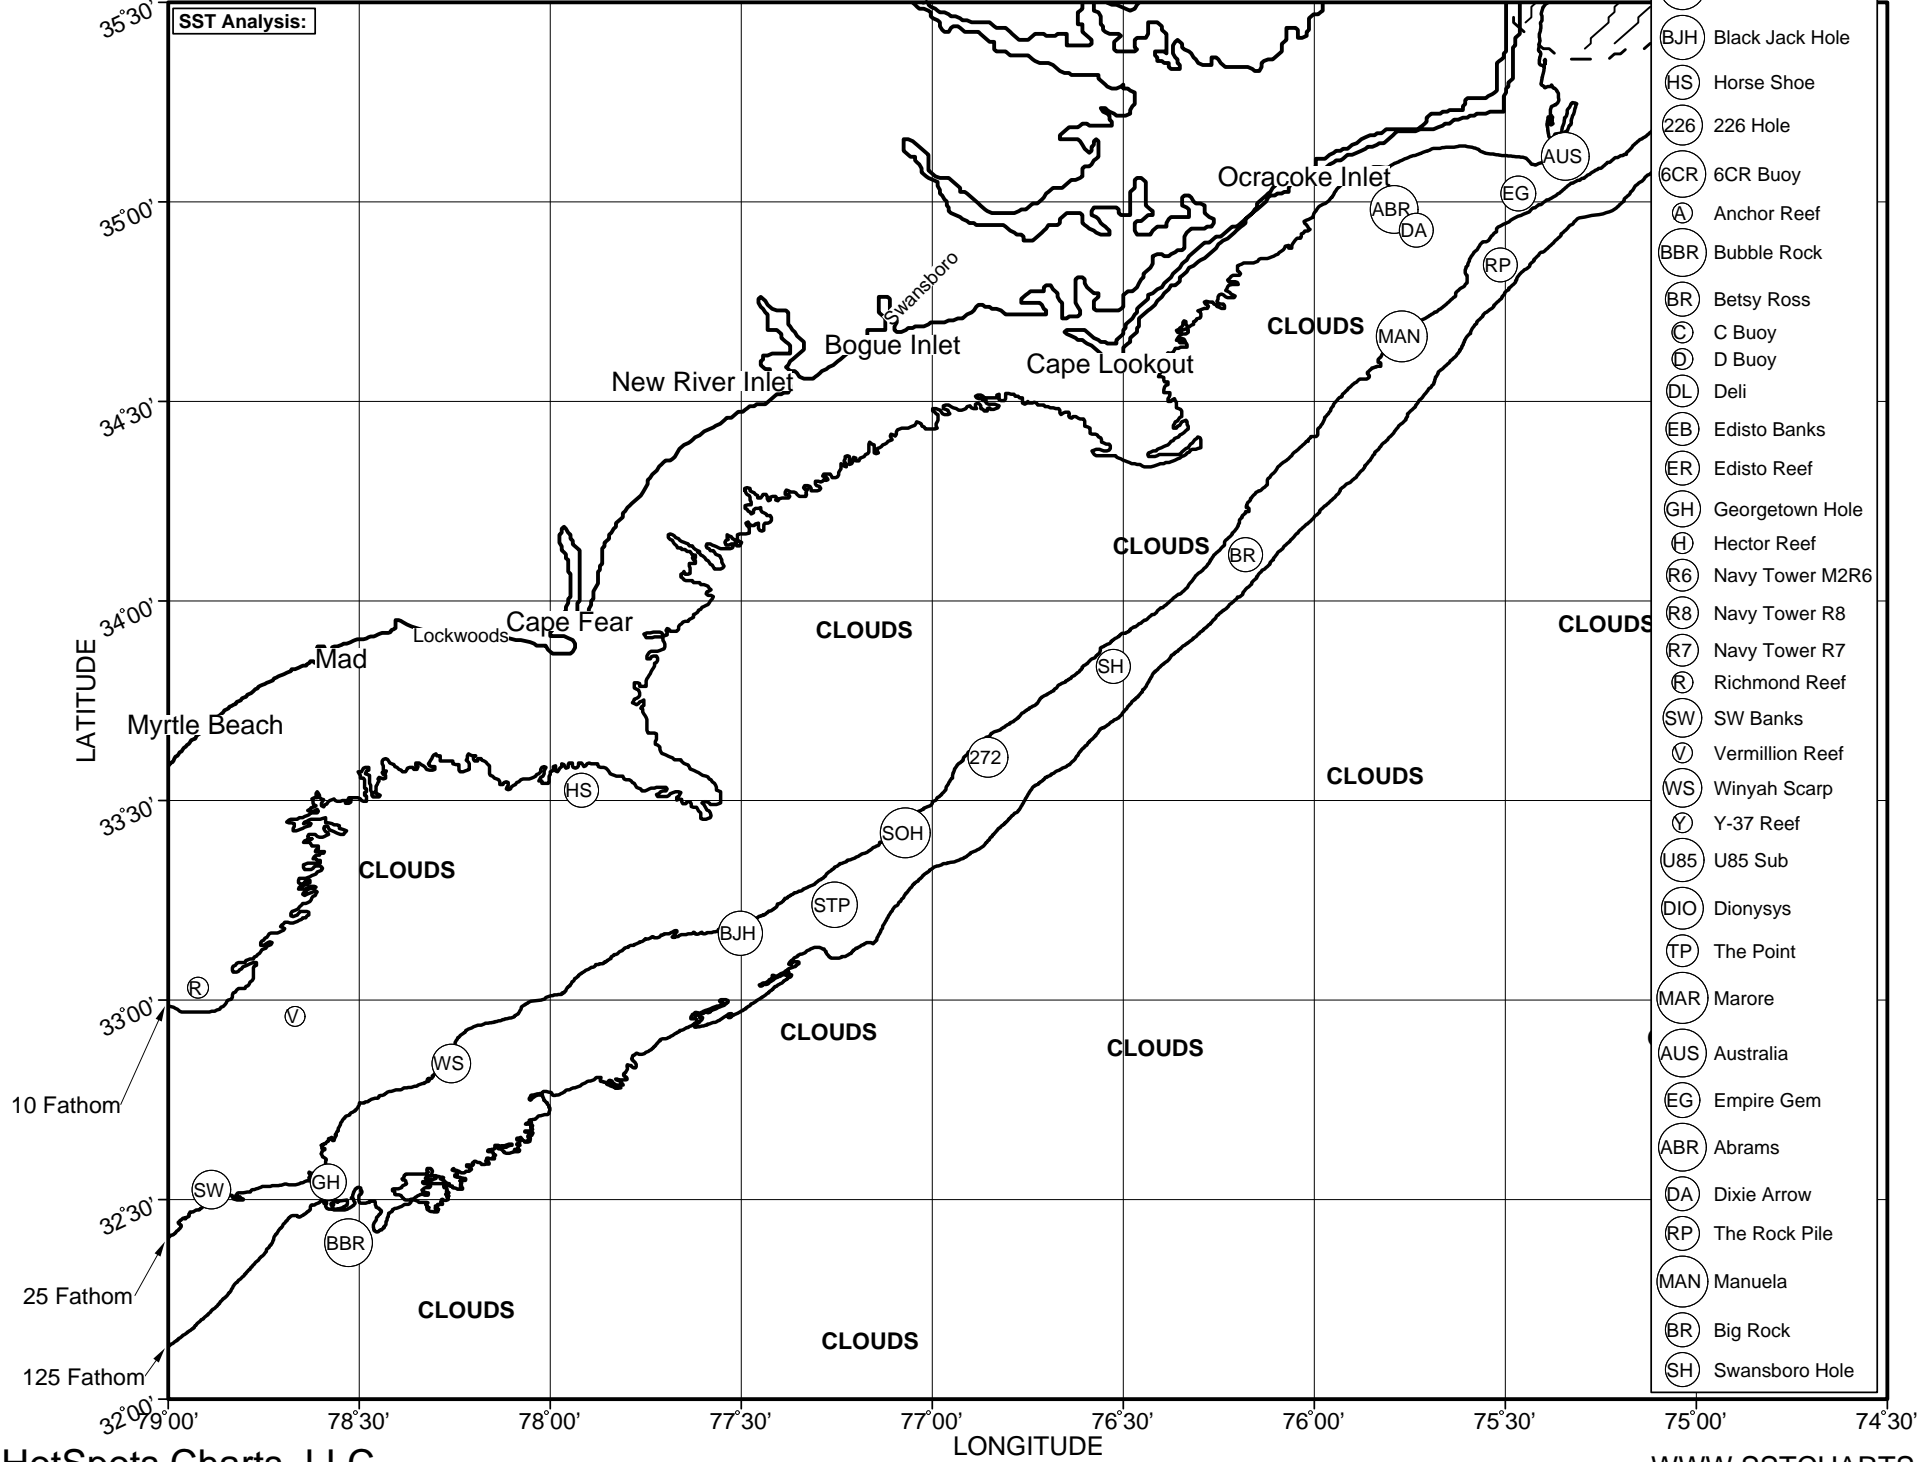 35°30'
SST Analysis:
BJH Black Jack Hole
HS Horse Shoe
226 226 Hole
6CR 6CR Buoy
A Anchor Reef
BBR Bubble Rock
BR Betsy Ross
C C Buoy
D D Buoy
DL Deli
EB Edisto Banks
ER Edisto Reef
GH Georgetown Hole
H Hector Reef
R6 Navy Tower M2R6
R8 Navy Tower R8
R7 Navy Tower R7
R Richmond Reef
SW SW Banks
V Vermillion Reef
WS Winyah Scarp
Y Y-37 Reef
U85 U85 Sub
DIO Dionysys
TP The Point
MAR Marore
AUS Australia
EG Empire Gem
ABR Abrams
DA Dixie Arrow
RP The Rock Pile
MAN Manuela
BR Big Rock
SH Swansboro Hole
AUS
Ocracoke Inlet
EG
35°00'
ABR
DA
RP
Swansboro
CLOUDS
MAN
Bogue Inlet
Cape Lookout
New River Inlet
34°30'
CLOUDS
BR
34°00'
Cape Fear
Lockwoods
CLOUDS
CLOUDS
Mad
SH
LATITUDE
Myrtle Beach
272
CLOUDS
HS
33°30'
SOH
CLOUDS
STP
BJH
R
33°00'
V
CLOUDS
CLOUDS
WS
10 Fathom
SW
GH
32°30'
BBR
25 Fathom
CLOUDS
CLOUDS
125 Fathom
32°00'
79°00' 78°30' 78°00' 77°30' 77°00' 76°30' 76°00' 75°30' 75°00' 74°30'
LONGITUDE
HotSpots Charts, LLC
WWW.SSTCHARTS